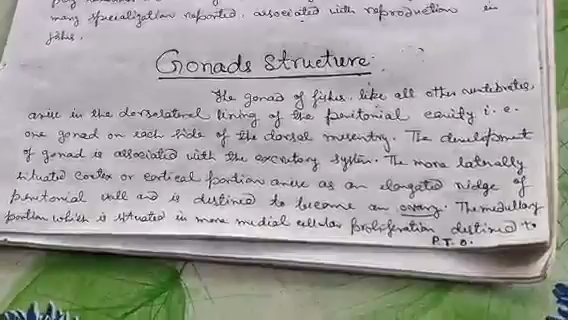 many specialization reported, associated with reproduction in
fishes.
Gonads Structure
The gonad of fishes, like all other vertebrates
arise in the dorsolateral lining of the peritonial cavity i.e.
one gonad on each side of the dorsal mesentry. The development
of gonad is associated with the excretory system. The more laterally
situated cortex or cortical portion arise as an elongated ridge of
peritonial wall and is destined to become an ovary. The medullary
portion which is situated in more medial cellular proliferation destined to
P.T.O.